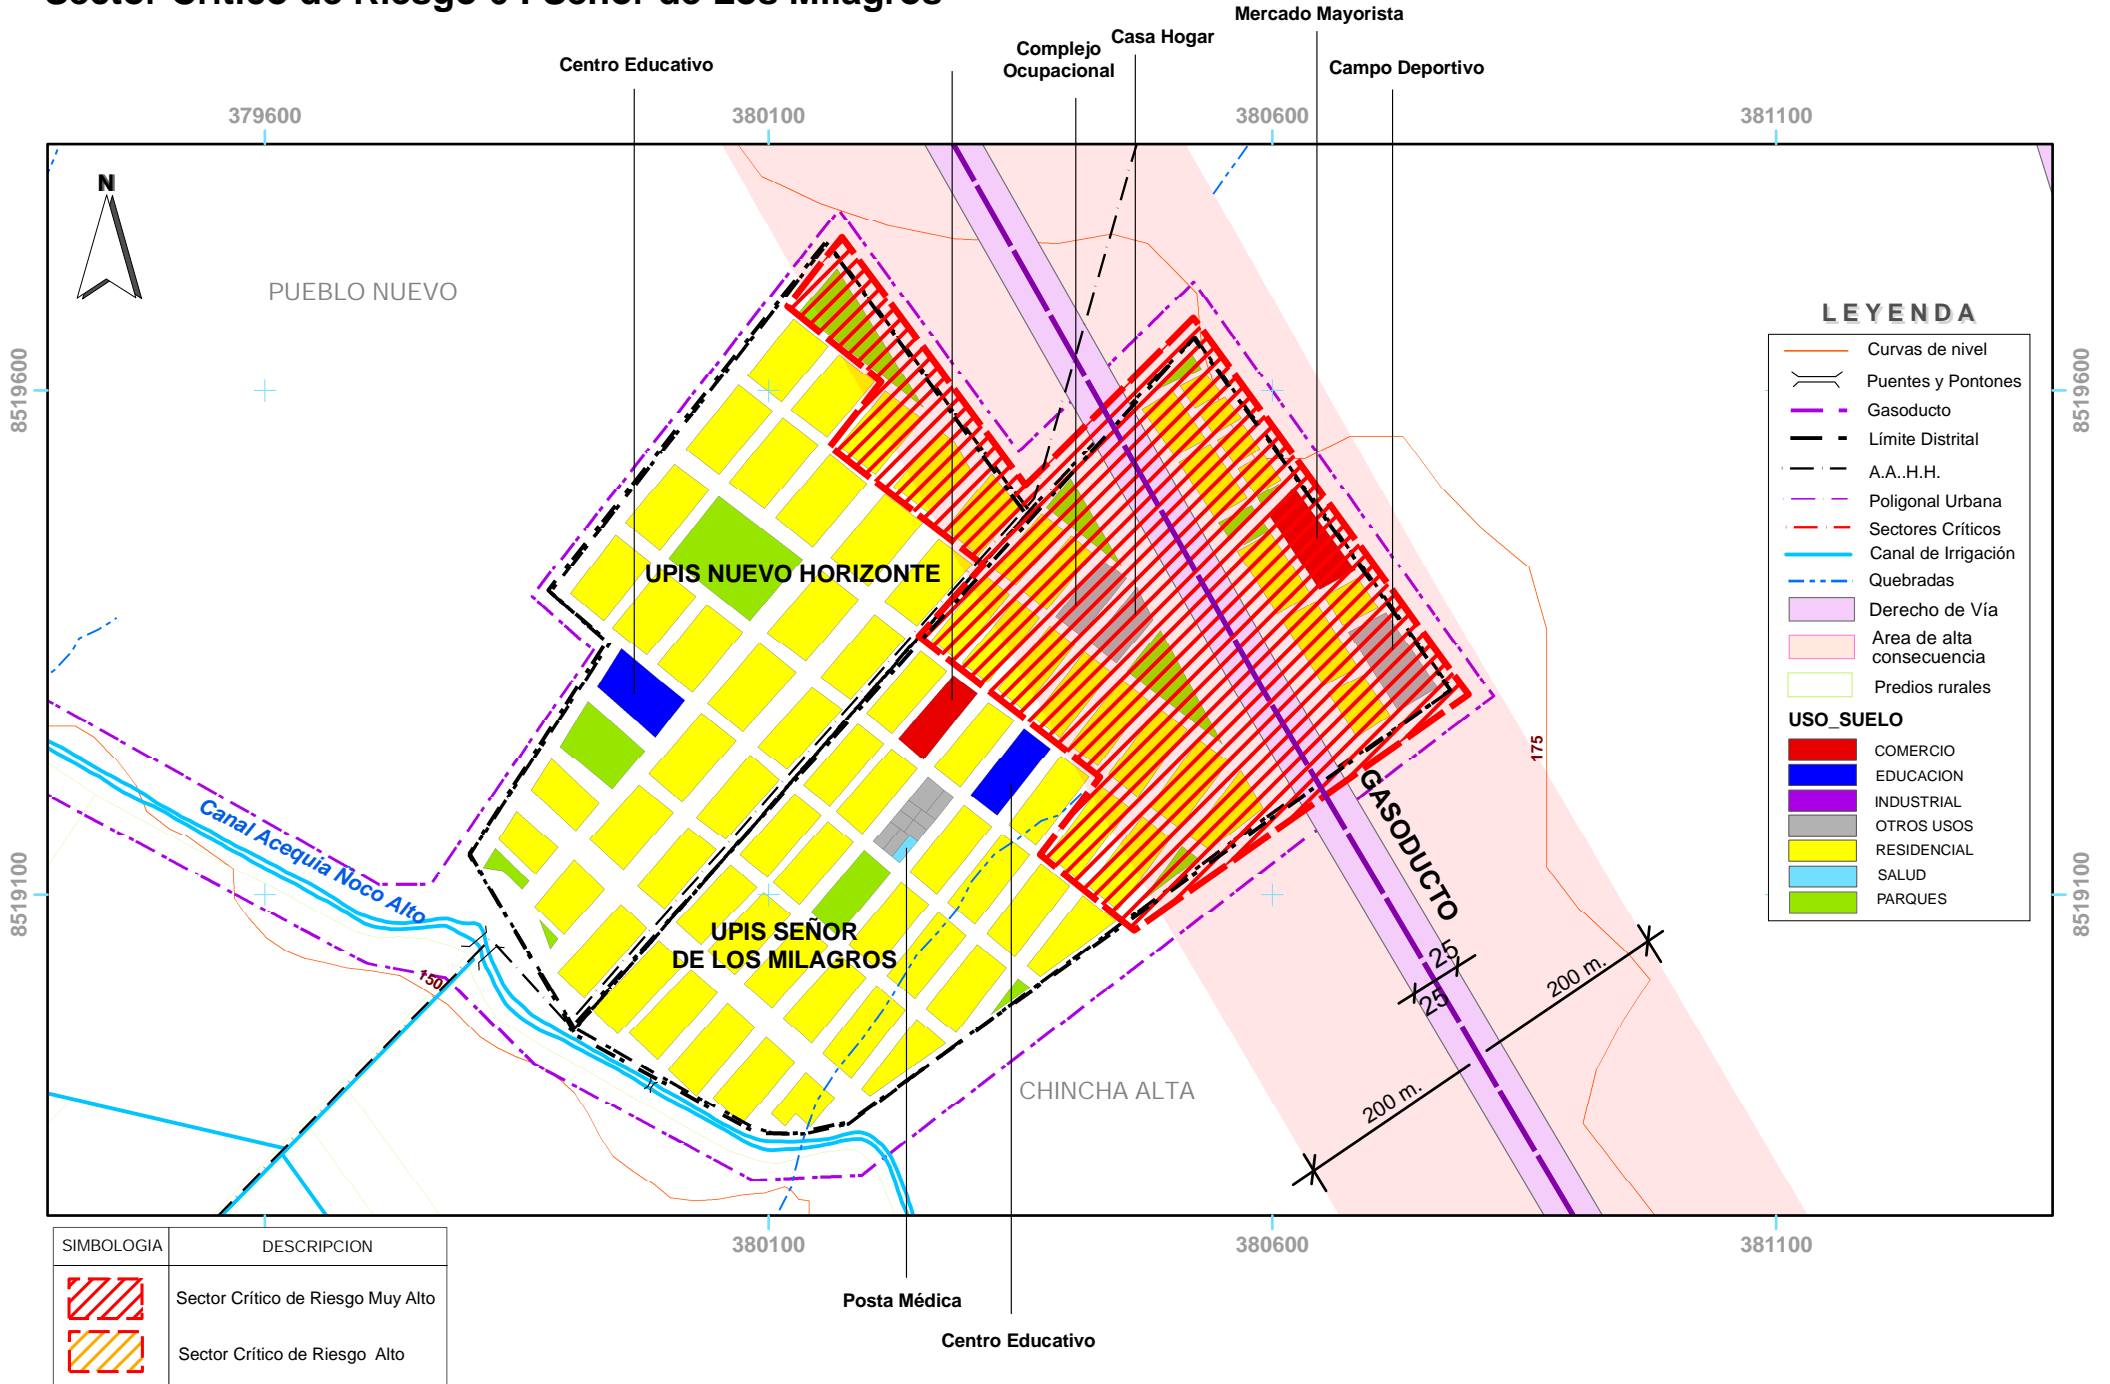 Mercado Mayorista
Casa Hogar
Complejo
Ocupacional
Centro Educativo
Campo Deportivo
379600
380100
380600
381100
N
PUEBLO NUEVO
8519600
8519600
LEYENDA
Curvas de nivel
Puentes y Pontones
Gasoducto
Límite Distrital
A.A..H.H.
Poligonal Urbana
Sectores Críticos
Canal de Irrigación
Quebradas
Derecho de Vía
Area de alta
consecuencia
Predios rurales
USO_SUELO
COMERCIO
EDUCACION
INDUSTRIAL
OTROS USOS
RESIDENCIAL
SALUD
PARQUES
UPIS NUEVO HORIZONTE
175
GASODUCTO
Canal Acequia Noco Alto
8519100
8519100
UPIS SEÑOR
DE LOS MILAGROS
150
25
25
200 m.
200 m.
CHINCHA ALTA
380100
380600
381100
SIMBOLOGIA
DESCRIPCION
Sector Crítico de Riesgo Muy Alto
Sector Crítico de Riesgo Alto
Posta Médica
Centro Educativo